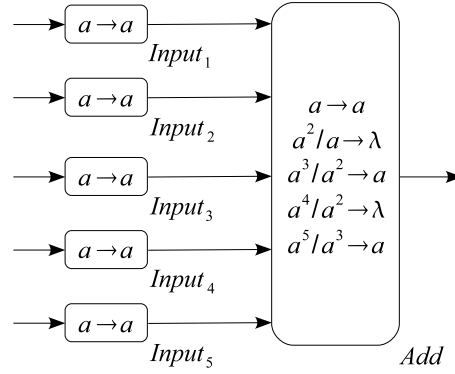 a → a
Input₁
a → a
Input₂
a → a
Input₃
a → a
Input₄
a → a
Input₅
a → a
a²/a → λ
a³/a² → a
a⁴/a² → λ
a⁵/a³ → a
Add